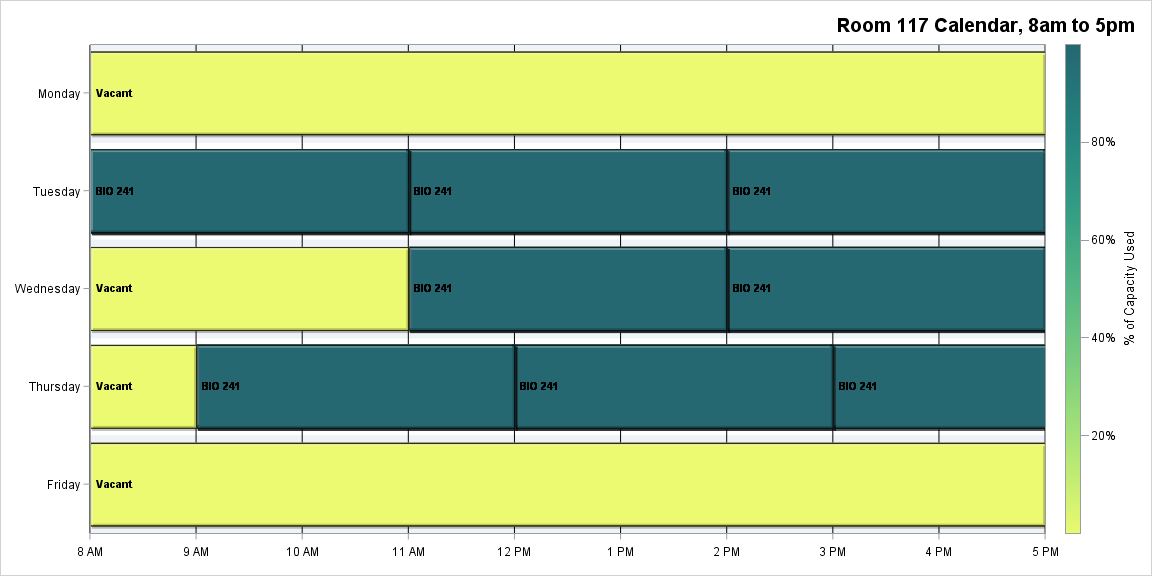 Room 117 Calendar, 8am to 5pm
Monday
Vacant
Tuesday
BIO 241
BIO 241
BIO 241
Wednesday
Vacant
BIO 241
BIO 241
Thursday
Vacant
BIO 241
BIO 241
BIO 241
Friday
Vacant
8 AM
9 AM
10 AM
11 AM
12 PM
1 PM
2 PM
3 PM
4 PM
5 PM
80%
60%
40%
20%
% of Capacity Used